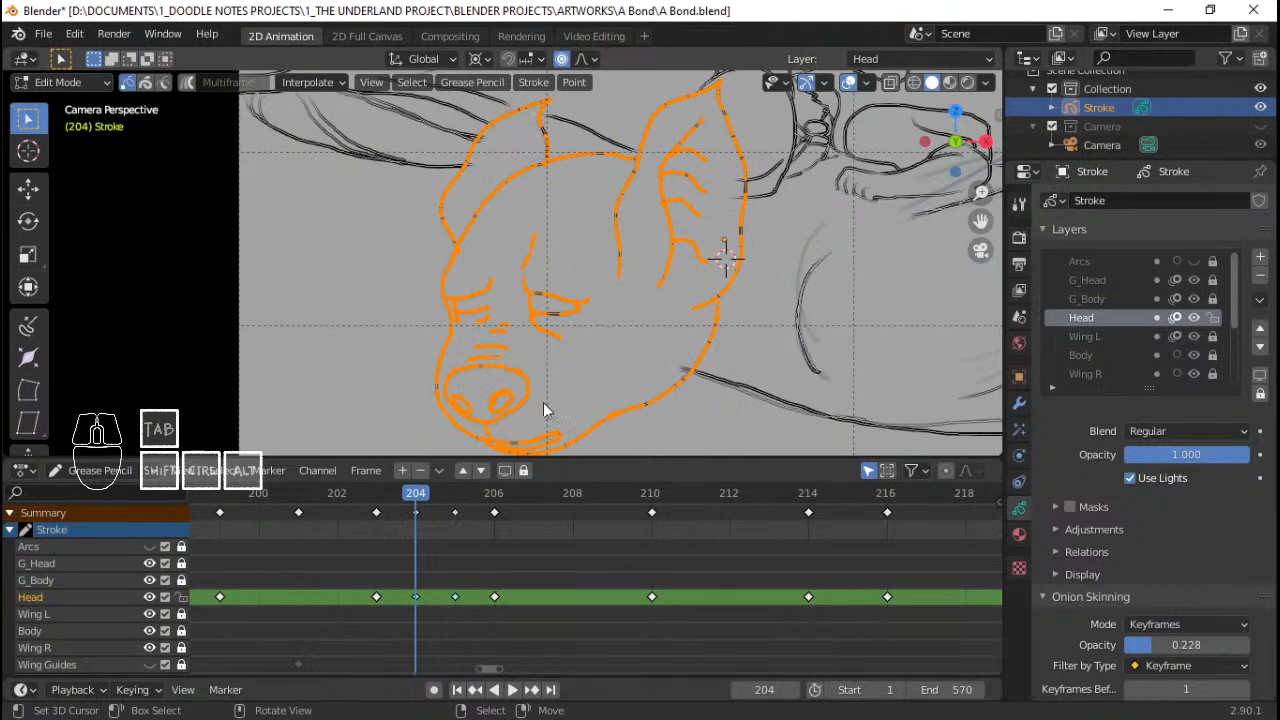 Blender* [D:\DOCUMENTS\1_DOODLE NOTES PROJECTS\1_THE UNDERLAND PROJECT\BLENDER PROJECTS\ARTWORKS\A Bond\A Bond.blend]
File Edit Render Window Help 2D Animation 2D Full Canvas Compositing Rendering Video Editing + Scene View Layer
Global Layer: Head
Edit Mode Multiframe Interpolate View Select Grease Pencil Stroke Point
Camera Perspective
(204) Stroke
Z
X
Y
TAB
SHIFT CTRL ALT
Scene Collection
Collection
Stroke
Camera
Camera
Stroke Stroke
Stroke
Layers
Arcs
G_Head
G_Body
Head
Wing L
Body
Wing R
Blend Regular
Opacity 1.000
Use Lights
Masks
Adjustments
Relations
Display
Onion Skinning
Mode Keyframes
Opacity 0.228
Filter by Type Keyframe
Keyframes Bef... 1
Grease Pencil View Select Marker Channel Frame
200 202 204 206 208 210 212 214 216 218
Summary
Stroke
Arcs
G_Head
G_Body
Head
Wing L
Body
Wing R
Wing Guides
Playback Keying View Marker 204 Start 1 End 570
Set 3D Cursor Box Select Rotate View Select Move 2.90.1